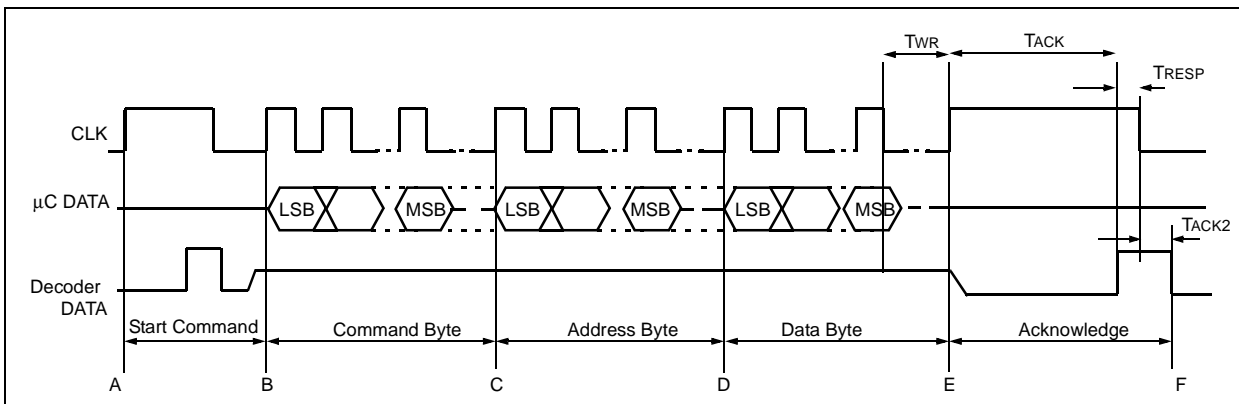 TWR
TACK
TRESP
CLK
μC DATA
LSB
MSB
LSB
MSB
LSB
MSB
TACK2
Decoder
DATA
Start Command
Command Byte
Address Byte
Data Byte
Acknowledge
A
B
C
D
E
F